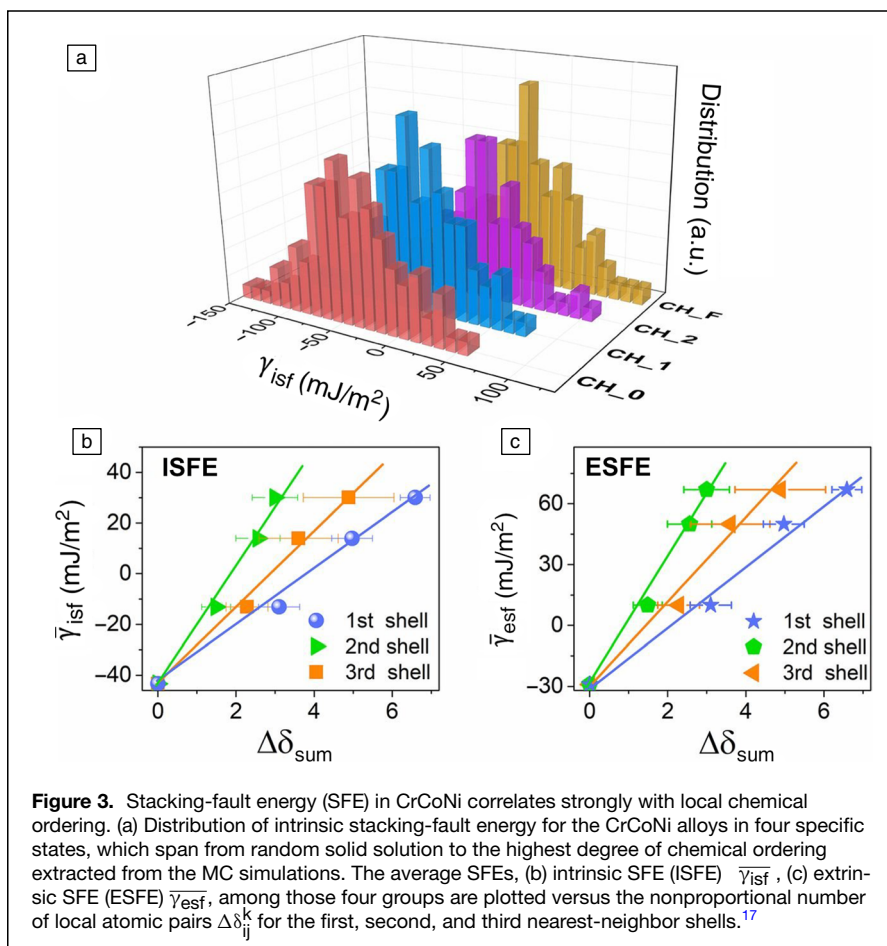 a
Distribution (a.u.)
−150
−100
−50
0
50
100
γisf (mJ/m²)
CH_F
CH_2
CH_1
CH_0
b
ISFE
40
20
0
−20
−40
γ̄isf (mJ/m²)
1st shell
2nd shell
3rd shell
0 2 4 6
Δδsum
c
ESFE
60
30
0
−30
γ̄esf (mJ/m²)
1st shell
2nd shell
3rd shell
0 2 4 6
Δδsum
Figure 3. Stacking-fault energy (SFE) in CrCoNi correlates strongly with local chemical
ordering. (a) Distribution of intrinsic stacking-fault energy for the CrCoNi alloys in four specific
states, which span from random solid solution to the highest degree of chemical ordering
extracted from the MC simulations. The average SFEs, (b) intrinsic SFE (ISFE) γ̅isf , (c) extrin-
sic SFE (ESFE) γ̅esf, among those four groups are plotted versus the nonproportional number
of local atomic pairs Δδᵏij for the first, second, and third nearest-neighbor shells.¹⁷